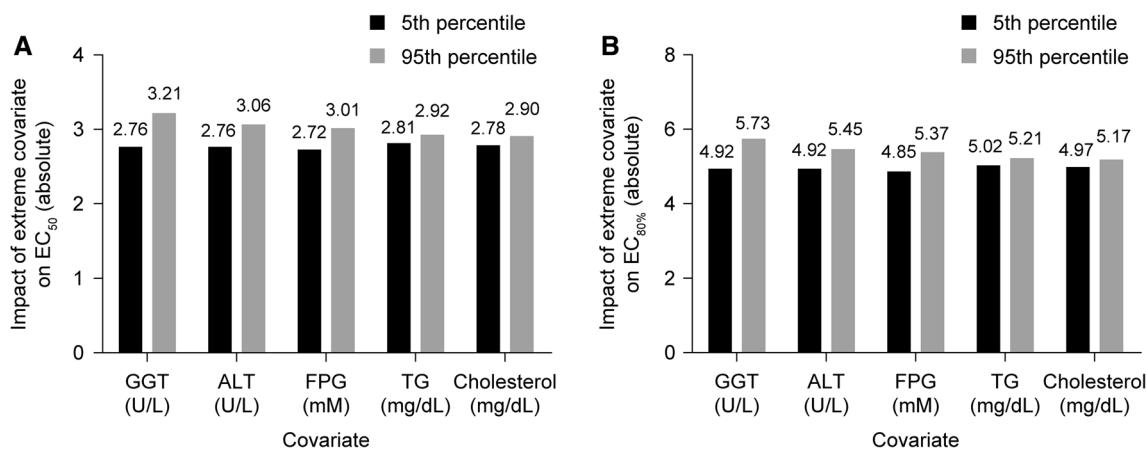 A
5th percentile
95th percentile
Impact of extreme covariate
on EC50 (absolute)
4
3
2
1
0
2.76
3.21
2.76
3.06
2.72
3.01
2.81
2.92
2.78
2.90
GGT
(U/L)
ALT
(U/L)
FPG
(mM)
TG
(mg/dL)
Cholesterol
(mg/dL)
Covariate
B
5th percentile
95th percentile
Impact of extreme covariate
on EC80% (absolute)
8
6
4
2
0
4.92
5.73
4.92
5.45
4.85
5.37
5.02
5.21
4.97
5.17
GGT
(U/L)
ALT
(U/L)
FPG
(mM)
TG
(mg/dL)
Cholesterol
(mg/dL)
Covariate